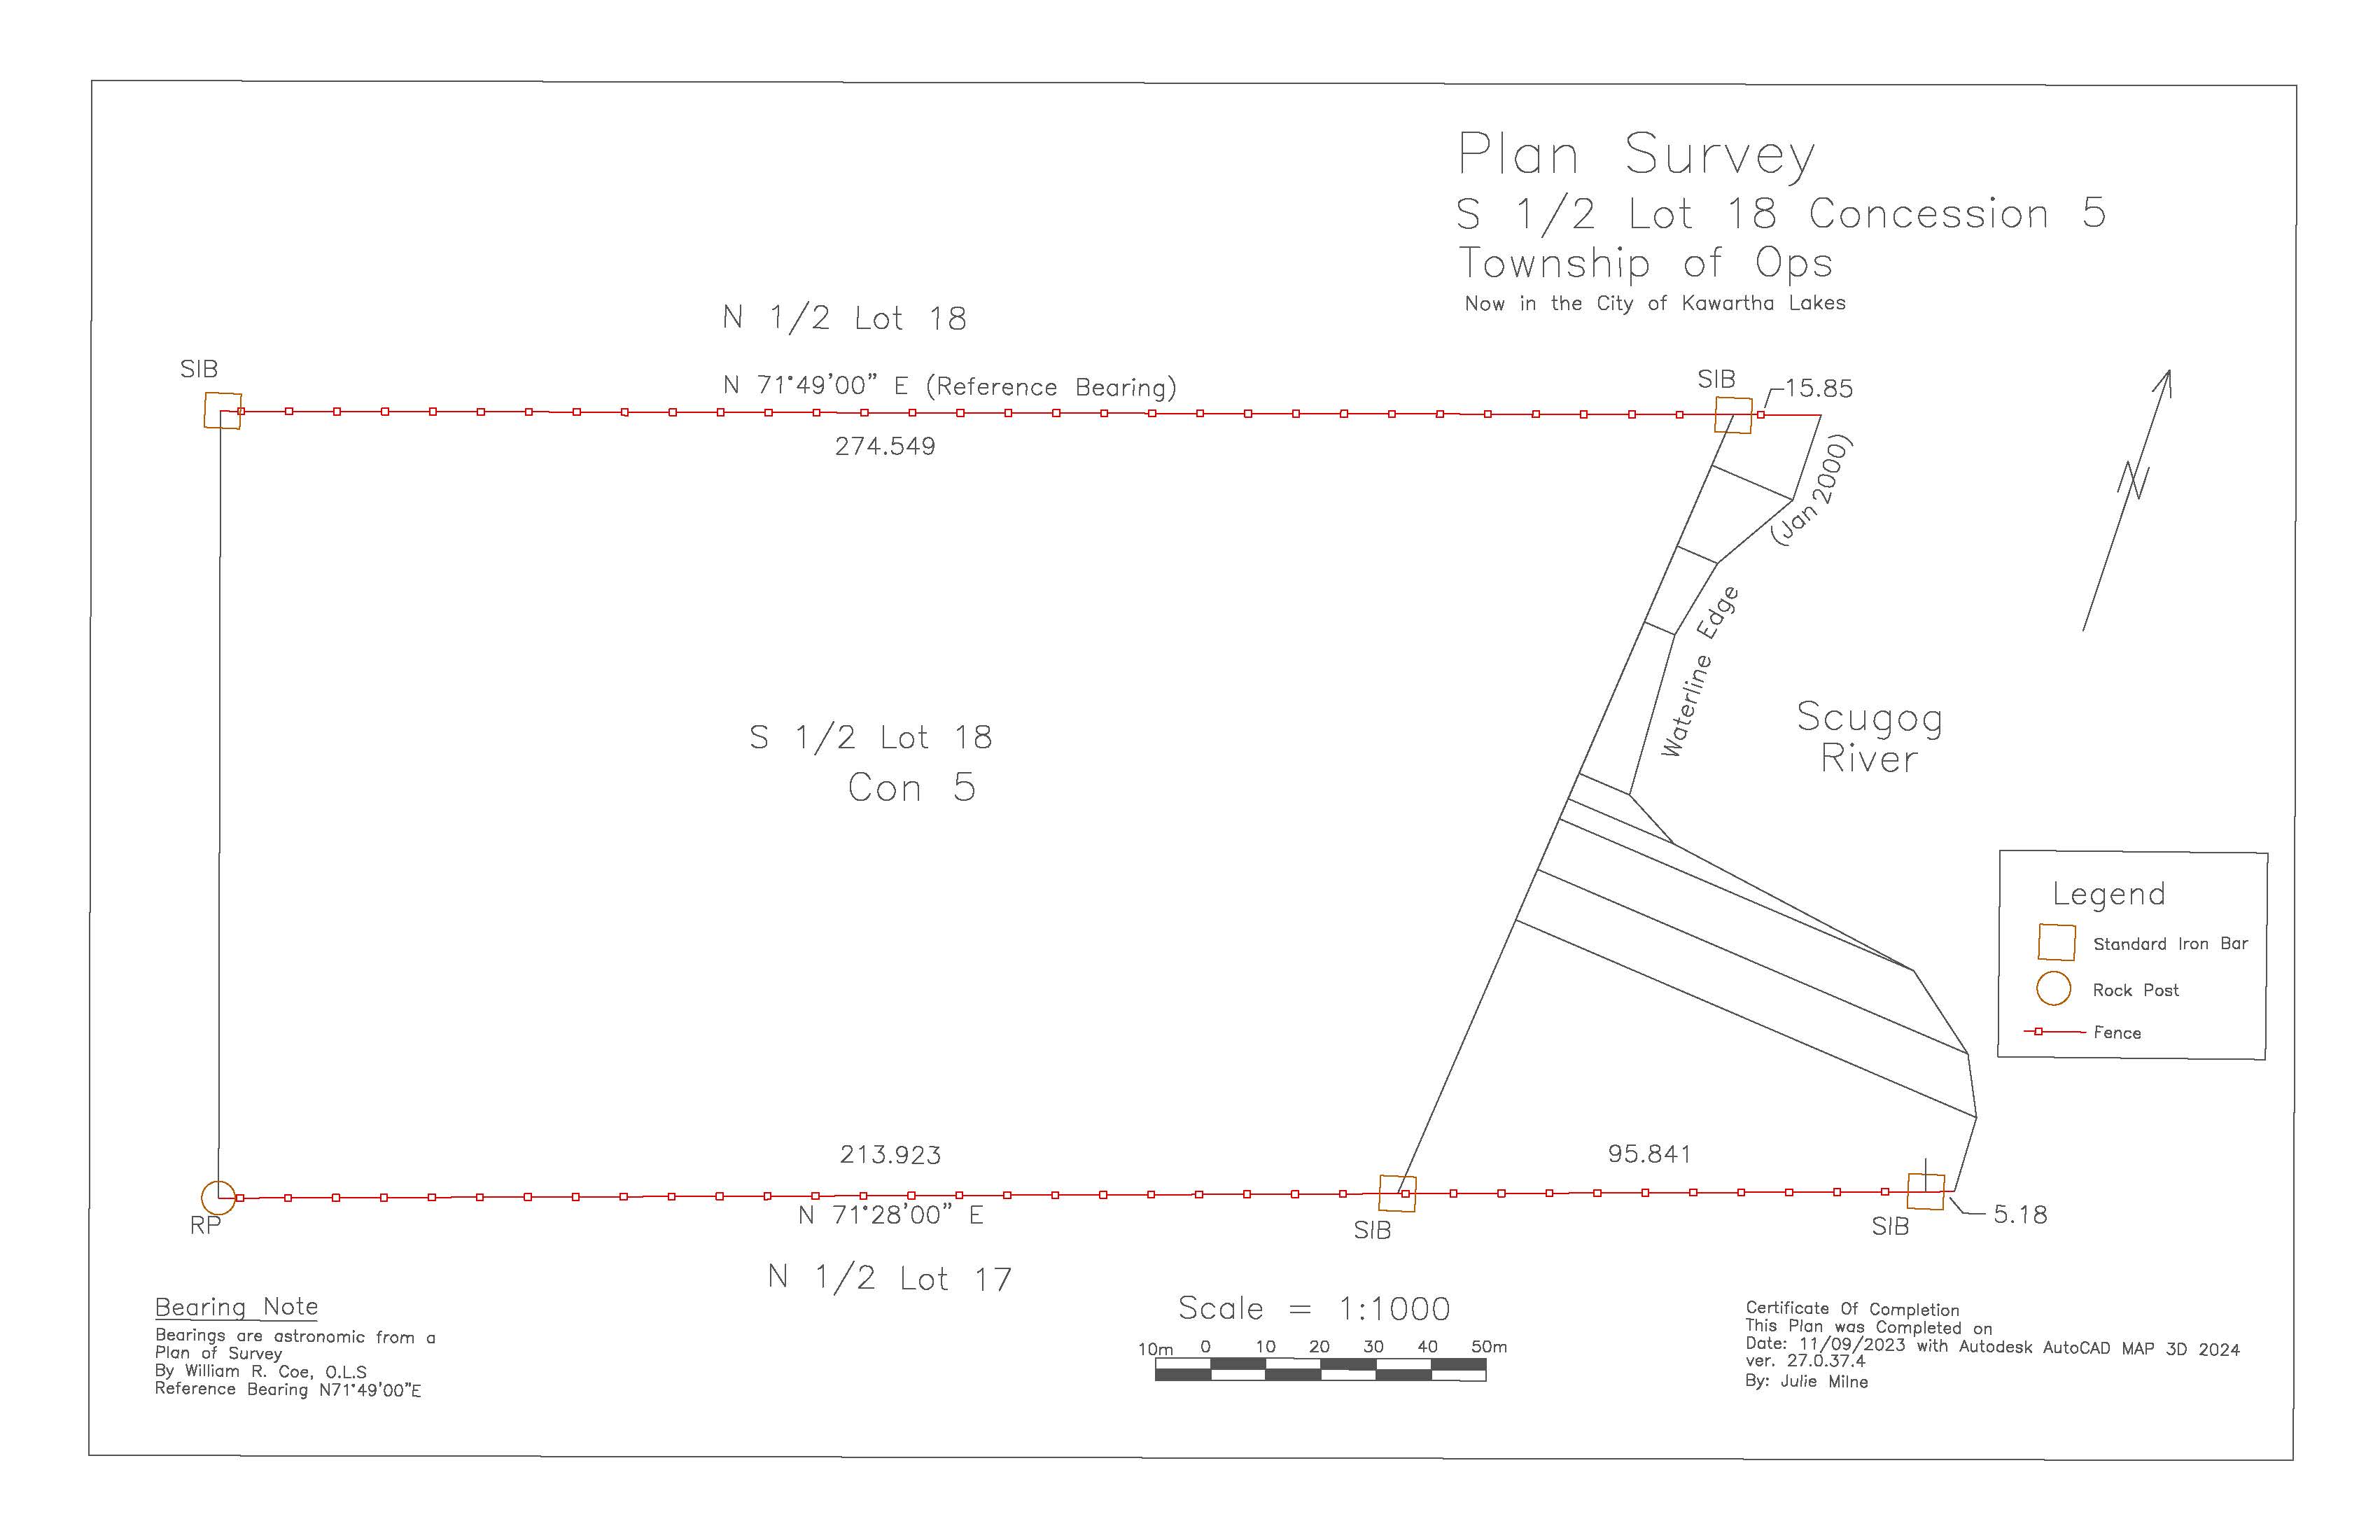 Plan Survey
S 1/2 Lot 18 Concession 5
Township of Ops
Now in the City of Kawartha Lakes
N 1/2 Lot 18
SIB
N 71°49'00" E (Reference Bearing)
SIB
15.85
274.549
(Jan 2000)
N
Waterline Edge
Scugog
River
S 1/2 Lot 18
Con 5
Legend
Standard Iron Bar
Rock Post
Fence
213.923
95.841
RP
N 71°28'00" E
SIB
SIB
5.18
N 1/2 Lot 17
Bearing Note
Bearings are astronomic from a
Plan of Survey
By William R. Coe, O.L.S
Reference Bearing N71°49'00"E
Scale = 1:1000
10m 0 10 20 30 40 50m
Certificate Of Completion
This Plan was Completed on
Date: 11/09/2023 with Autodesk AutoCAD MAP 3D 2024
ver. 27.0.37.4
By: Julie Milne